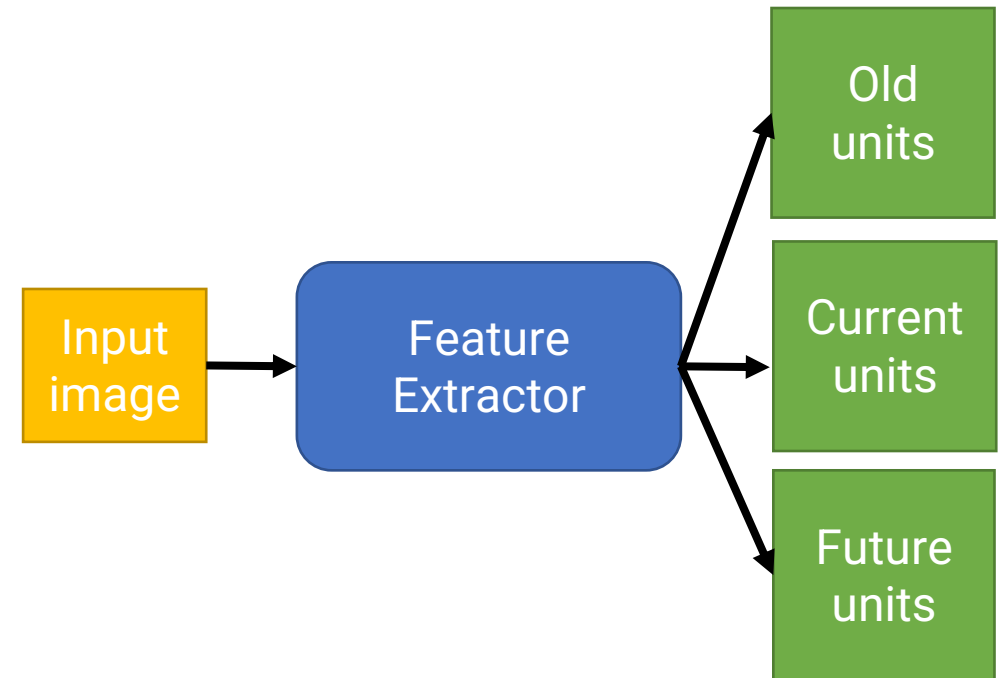 Input
image
Feature
Extractor
Old
units
Current
units
Future
units